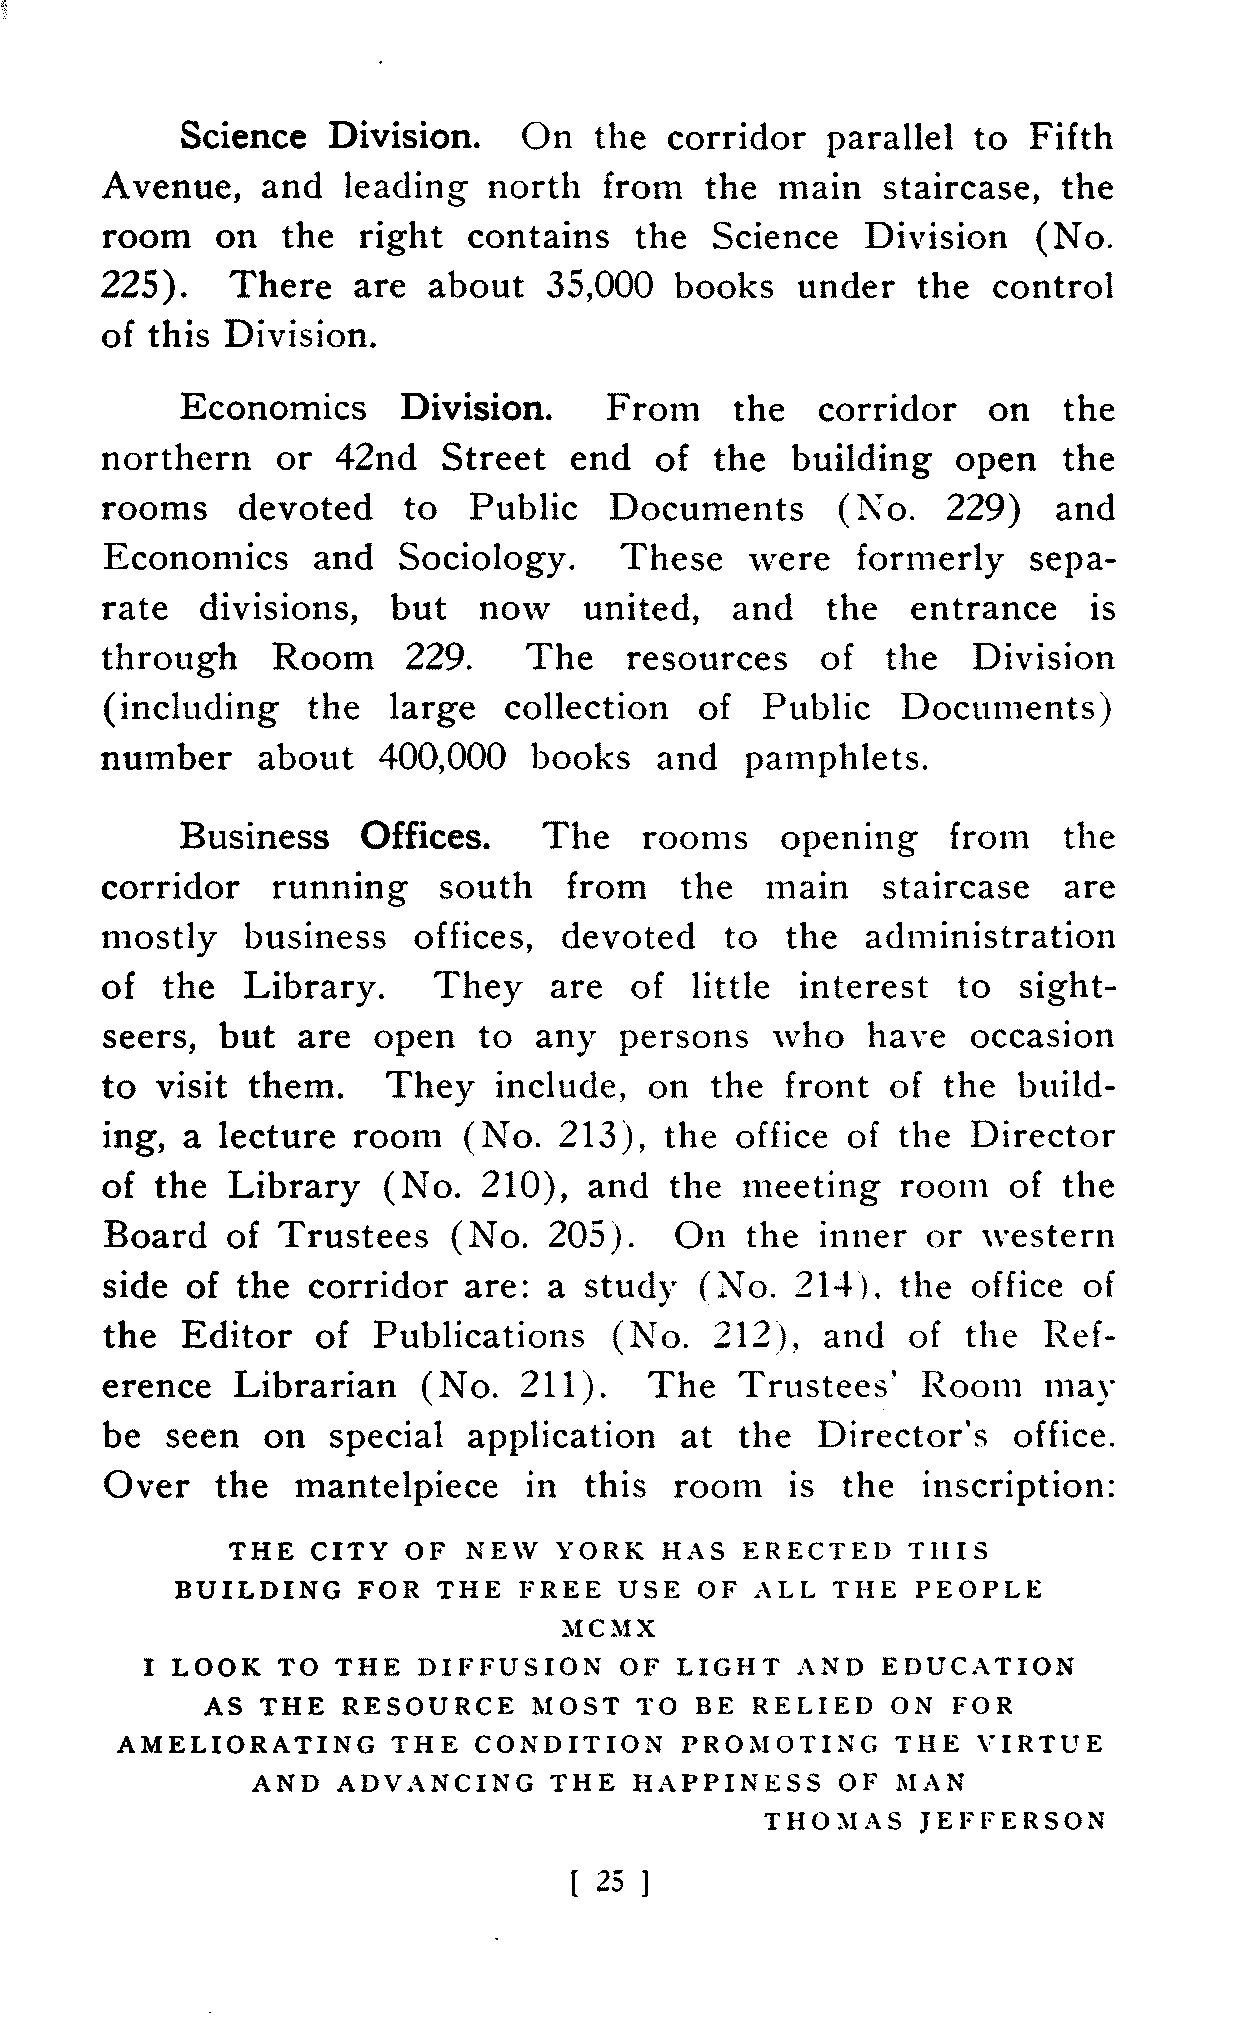 Science Division. On the corridor parallel to Fifth
Avenue, and leading north from the main staircase, the
room on the right contains the Science Division (No.
225). There are about 35,000 books under the control
of this Division.
Economics Division. From the corridor on the
northern or 42nd Street end of the building open the
rooms devoted to Public Documents (No. 229) and
Economics and Sociology. These were formerly sepa-
rate divisions, but now united, and the entrance is
through Room 229. The resources of the Division
(including the large collection of Public Documents)
number about 400,000 books and pamphlets.
Business Offices. The rooms opening from the
corridor running south from the main staircase are
mostly business offices, devoted to the administration
of the Library. They are of little interest to sight-
seers, but are open to any persons who have occasion
to visit them. They include, on the front of the build-
ing, a lecture room (No. 213), the office of the Director
of the Library (No. 210), and the meeting room of the
Board of Trustees (No. 205). On the inner or western
side of the corridor are: a study (No. 214), the office of
the Editor of Publications (No. 212), and of the Ref-
erence Librarian (No. 211). The Trustees' Room may
be seen on special application at the Director's office.
Over the mantelpiece in this room is the inscription:
THE CITY OF NEW YORK HAS ERECTED THIS
BUILDING FOR THE FREE USE OF ALL THE PEOPLE
MCMX
I LOOK TO THE DIFFUSION OF LIGHT AND EDUCATION
AS THE RESOURCE MOST TO BE RELIED ON FOR
AMELIORATING THE CONDITION PROMOTING THE VIRTUE
AND ADVANCING THE HAPPINESS OF MAN
THOMAS JEFFERSON
[ 25 ]